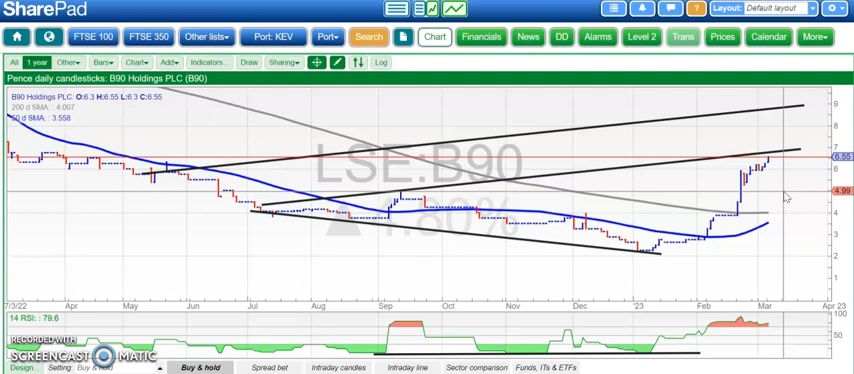 SharePad
Layout: Default layout
FTSE 100 FTSE 350 Other lists Port: KEV Port Search Chart Financials News DD Alarms Level 2 Trans Prices Calendar More
All 1 year Other Bars Chart Add Indicators.. Draw Sharing Log
Pence daily candlesticks: B90 Holdings PLC (B90)
B90 Holdings PLC: O:6.3 H:6.55 L:6.3 C:6.55
200 d SMA: 4.007
50 d SMA: 3.558
LSE:B90
▲ 4.80%
9
8
7
6.55
6
5
4.99
4
3
2
1
7/3/22 Apr May Jun Jul Aug Sep Oct Nov Dec '23 Feb Mar Apr 23
14 RSI: 79.6
100
50
0
RECORDED WITH
SCREENCAST MATIC
Design... Setting: Buy & hold Buy & hold Spread bet Intraday candles Intraday line Sector comparison Funds, ITs & ETFs